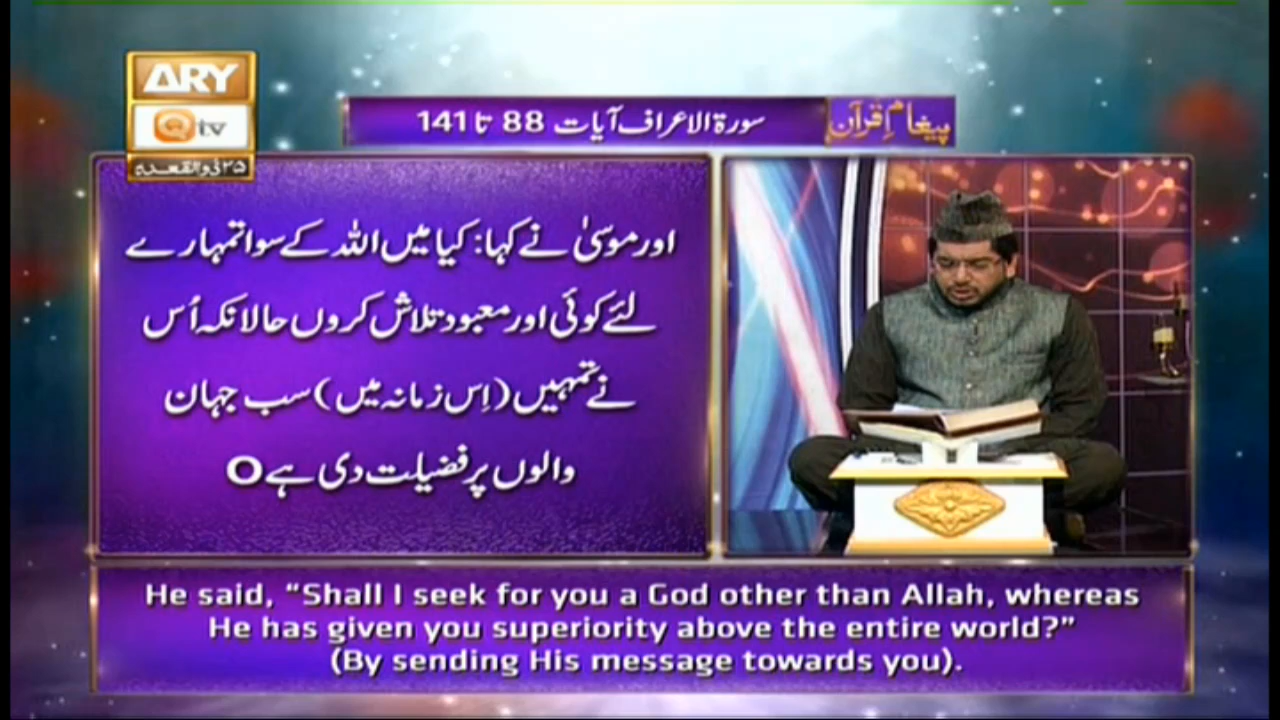 ARY
Qtv
۲۵ ذوالقعدہ
سورۃ الاعراف آیات 88 تا 141
پیغامِ قرآن
اور موسیٰ نے کہا: کیا میں اللہ کے سوا تمہارے
لئے کوئی اور معبود تلاش کروں حالانکہ اُس
نے تمہیں (اِس زمانہ میں) سب جہان
والوں پر فضیلت دی ہے O
He said, "Shall I seek for you a God other than Allah, whereas
He has given you superiority above the entire world?"
(By sending His message towards you).